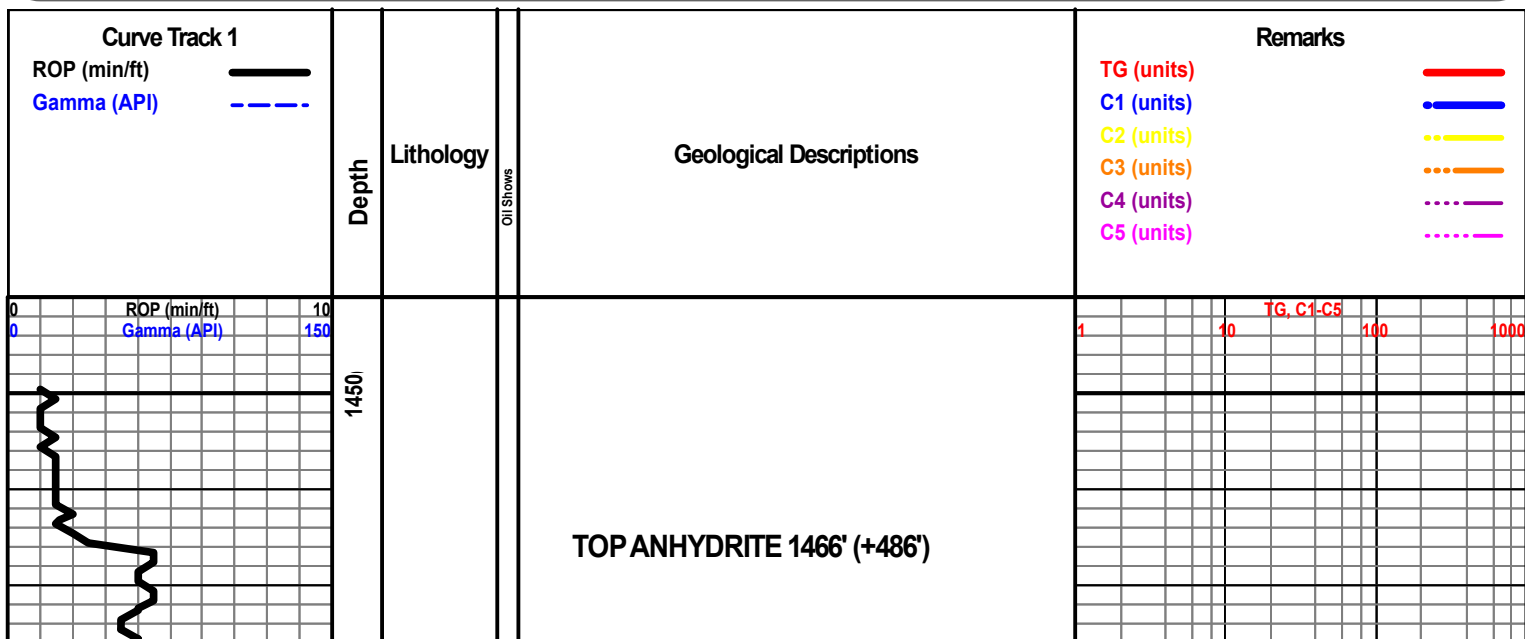 Curve Track 1
ROP (min/ft)
Gamma (API)
Depth
Lithology
Oil Shows
Geological Descriptions
Remarks
TG (units)
C1 (units)
C2 (units)
C3 (units)
C4 (units)
C5 (units)
0 ROP (min/ft) 10
0 Gamma (API) 150
TG, C1-C5
1 10 100 1000
1450
TOP ANHYDRITE 1466' (+486')